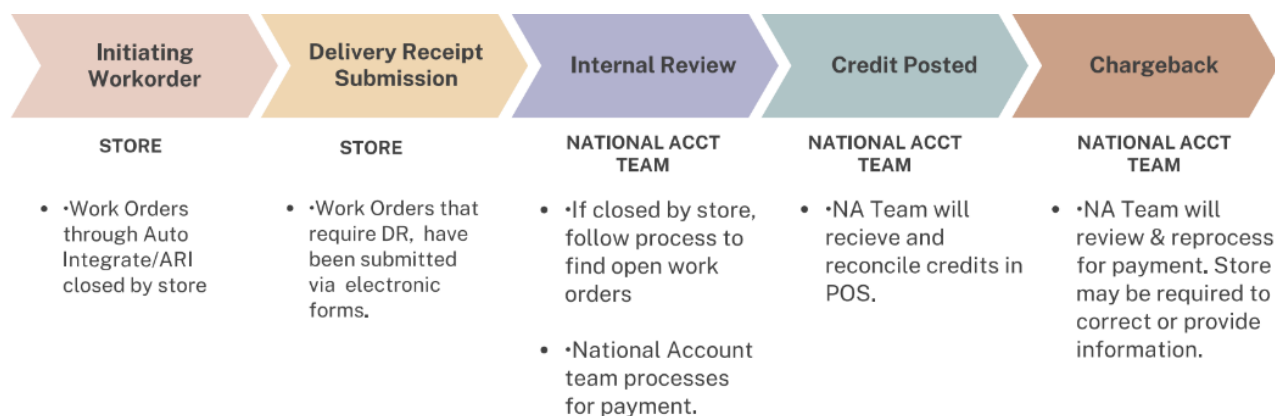 Initiating
Workorder
Delivery Receipt
Submission
Internal Review
Credit Posted
Chargeback
STORE
• •Work Orders
through Auto
Integrate/ARI
closed by store
STORE
• •Work Orders that
require DR, have
been submitted
via electronic
forms.
NATIONAL ACCT
TEAM
• •If closed by store,
follow process to
find open work
orders
• •National Account
team processes
for payment.
NATIONAL ACCT
TEAM
• •NA Team will
recieve and
reconcile credits in
POS.
NATIONAL ACCT
TEAM
• •NA Team will
review & reprocess
for payment. Store
may be required to
correct or provide
information.